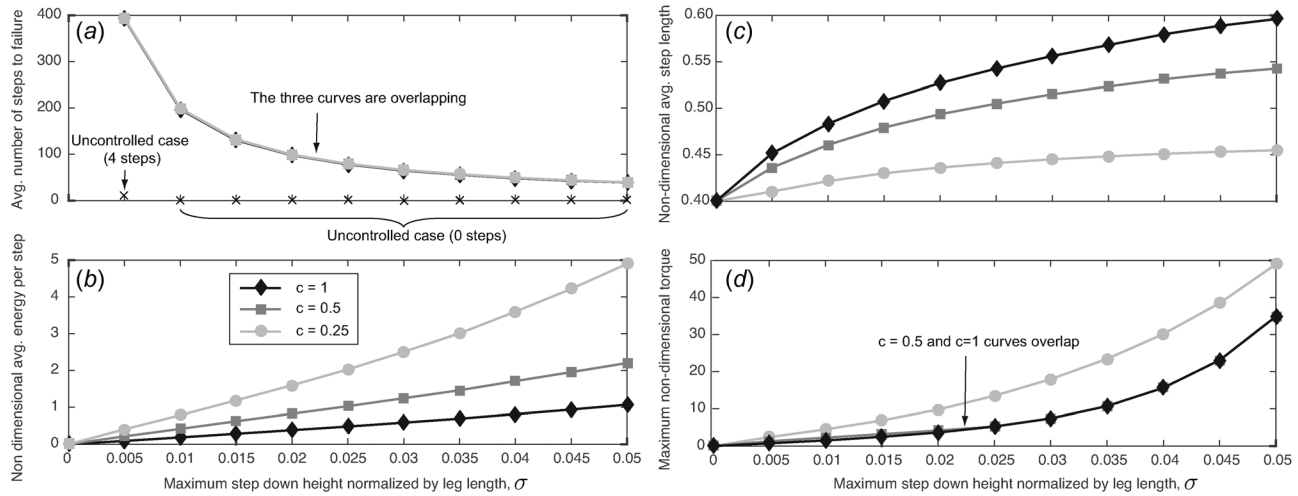 (a)
Avg. number of steps to failure
400
300
200
100
0
The three curves are overlapping
Uncontrolled case
(4 steps)
Uncontrolled case (0 steps)
(b)
Non dimensional avg. energy per step
5
4
3
2
1
0
c = 1
c = 0.5
c = 0.25
0 0.005 0.01 0.015 0.02 0.025 0.03 0.035 0.04 0.045 0.05
Maximum step down height normalized by leg length, σ
(c)
Non-dimensional avg. step length
0.60
0.55
0.50
0.45
0.40
(d)
Maximum non-dimensional torque
50
40
30
20
10
0
c = 0.5 and c=1 curves overlap
0 0.005 0.01 0.015 0.02 0.025 0.03 0.035 0.04 0.045 0.05
Maximum step down height normalized by leg length, σ